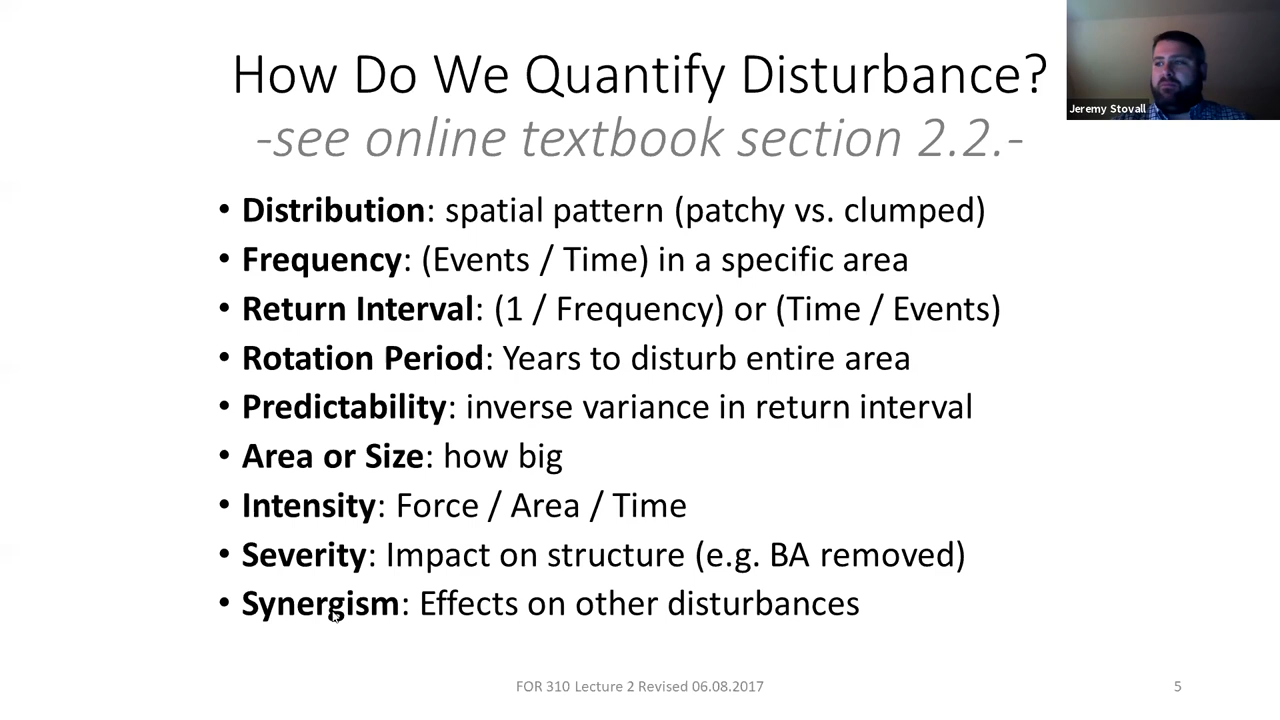 How Do We Quantify Disturbance?
-see online textbook section 2.2.-
Jeremy Stovall
• Distribution: spatial pattern (patchy vs. clumped)
• Frequency: (Events / Time) in a specific area
• Return Interval: (1 / Frequency) or (Time / Events)
• Rotation Period: Years to disturb entire area
• Predictability: inverse variance in return interval
• Area or Size: how big
• Intensity: Force / Area / Time
• Severity: Impact on structure (e.g. BA removed)
• Synergism: Effects on other disturbances
FOR 310 Lecture 2 Revised 06.08.2017
5